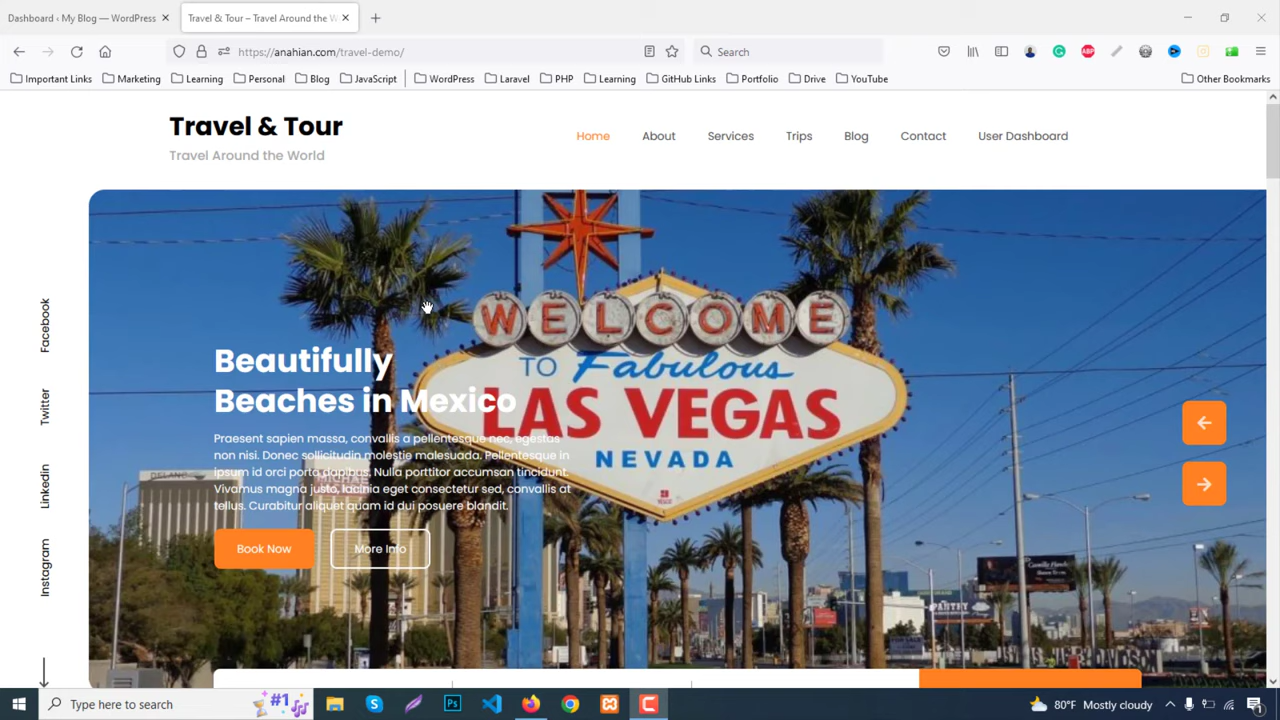 Dashboard ‹ My Blog — WordPress
Travel & Tour – Travel Around the W
https://anahian.com/travel-demo/
Search
Important Links
Marketing
Learning
Personal
Blog
JavaScript
WordPress
Laravel
PHP
Learning
GitHub Links
Portfolio
Drive
YouTube
Other Bookmarks
Travel & Tour
Travel Around the World
Home
About
Services
Trips
Blog
Contact
User Dashboard
WELCOME
TO Fabulous
LAS VEGAS
NEVADA
Facebook
Twitter
Linkedin
Instagram
Beautifully
Beaches in Mexico
Praesent sapien massa, convallis a pellentesque nec, egestas
non nisi. Donec sollicitudin molestie malesuada. Pellentesque in
ipsum id orci porta dapibus. Nulla porttitor accumsan tincidunt.
Vivamus magna justo, lacinia eget consectetur sed, convallis at
tellus. Curabitur aliquet quam id dui posuere blandit.
Book Now
More Info
Type here to search
#1
80°F Mostly cloudy